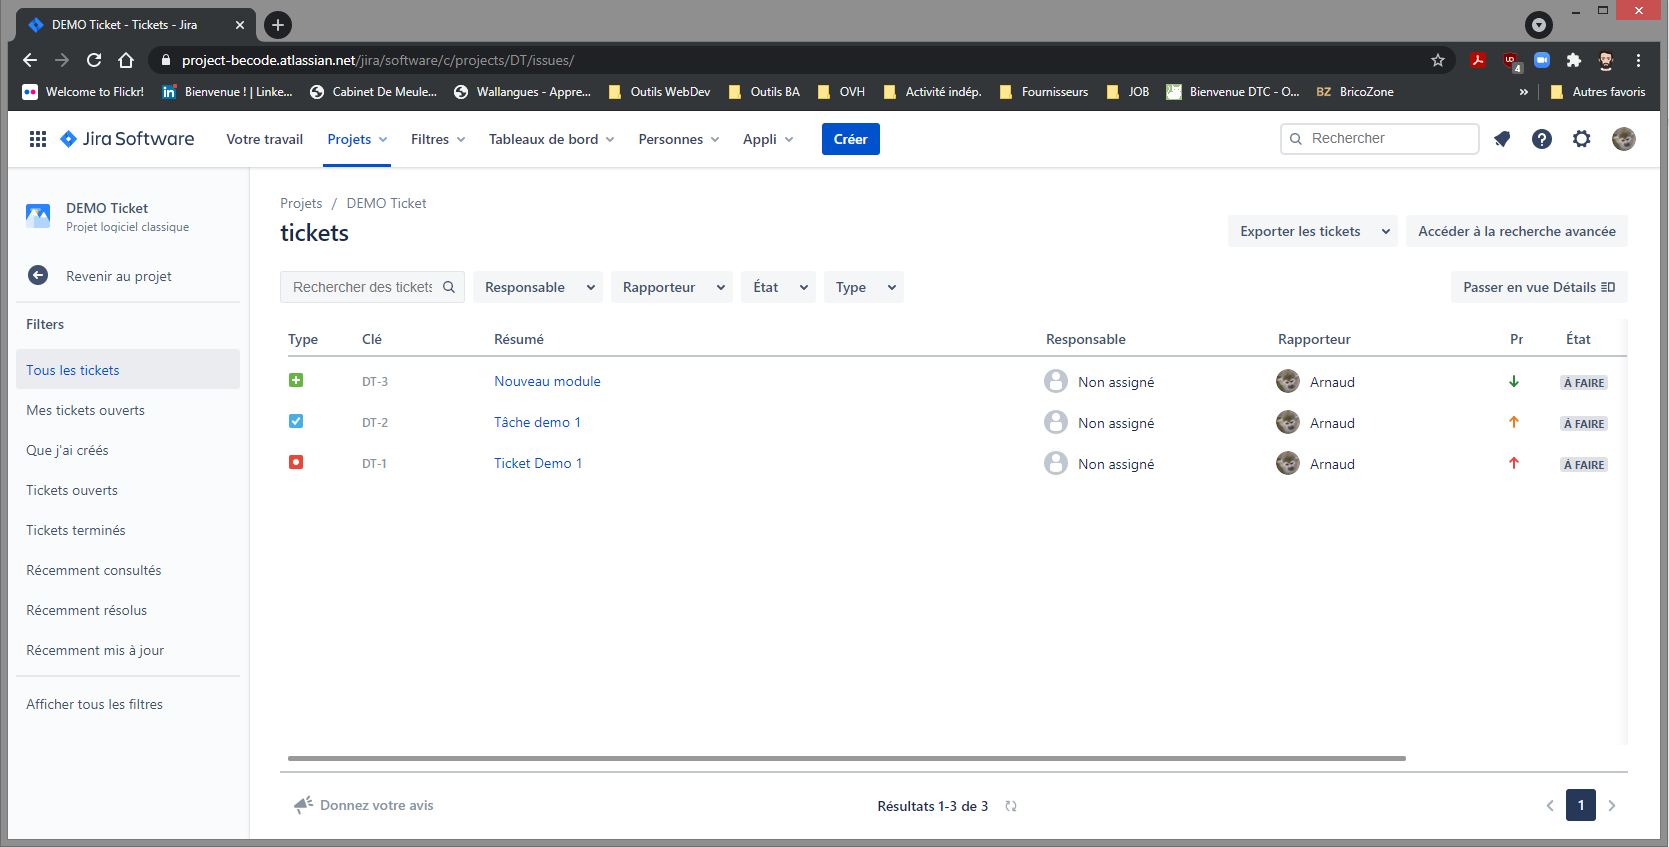 DEMO Ticket - Tickets - Jira
project-becode.atlassian.net/jira/software/c/projects/DT/issues/
4
Welcome to Flickr! Bienvenue ! | Linke... Cabinet De Meule... Wallangues - Appre... Outils WebDev Outils BA OVH Activité indép. Fournisseurs JOB Bienvenue DTC - O... BZ BricoZone » Autres favoris
Jira Software Votre travail Projets Filtres Tableaux de bord Personnes Appli Créer Rechercher
DEMO Ticket
Projet logiciel classique
Revenir au projet
Filters
Tous les tickets
Mes tickets ouverts
Que j'ai créés
Tickets ouverts
Tickets terminés
Récemment consultés
Récemment résolus
Récemment mis à jour
Afficher tous les filtres
Projets / DEMO Ticket
tickets
Exporter les tickets Accéder à la recherche avancée
Rechercher des tickets Responsable Rapporteur État Type Passer en vue Détails
Type Clé Résumé Responsable Rapporteur Pr État
DT-3 Nouveau module Non assigné Arnaud À FAIRE
DT-2 Tâche demo 1 Non assigné Arnaud À FAIRE
DT-1 Ticket Demo 1 Non assigné Arnaud À FAIRE
Donnez votre avis Résultats 1-3 de 3 1